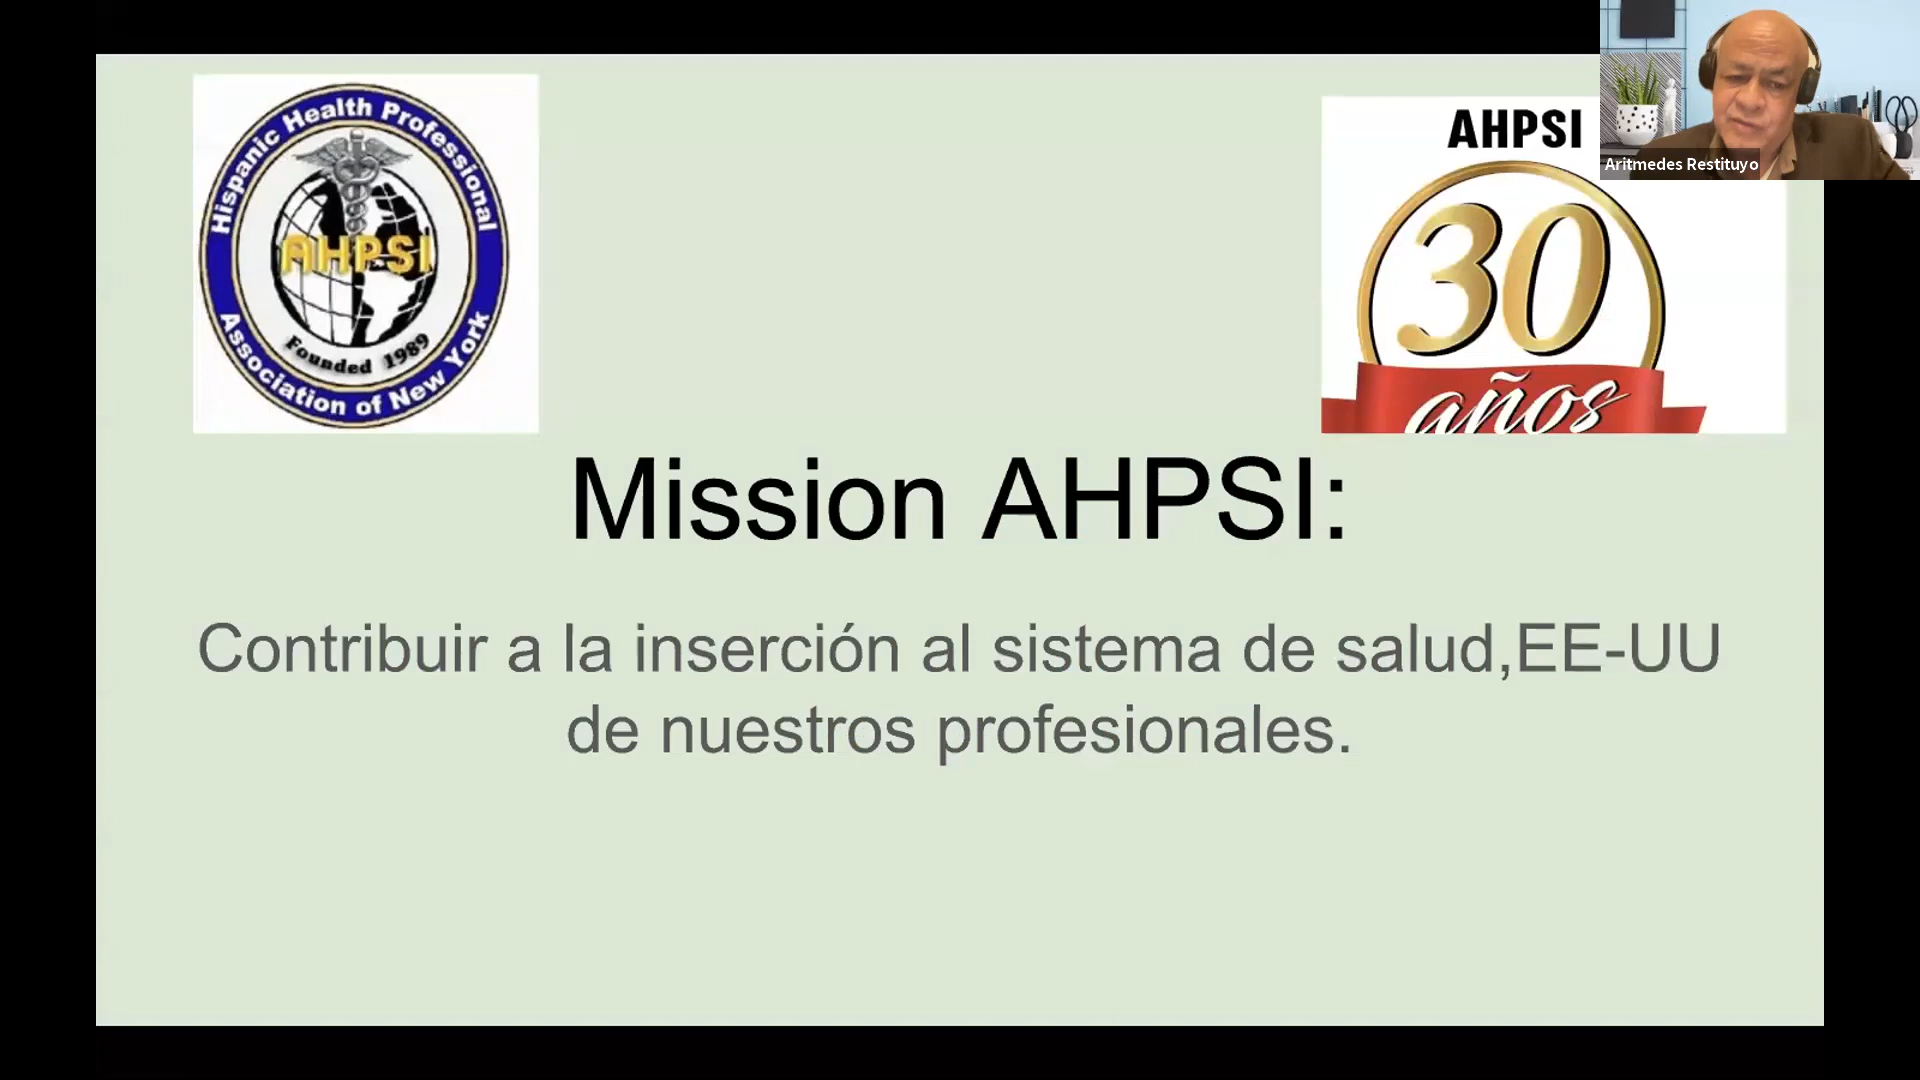 Hispanic Health Professional
AHPSI
Founded 1989
Association of New York
AHPSI
30
años
Aritmedes Restituyo
Mission AHPSI:
Contribuir a la inserción al sistema de salud,EE-UU
de nuestros profesionales.